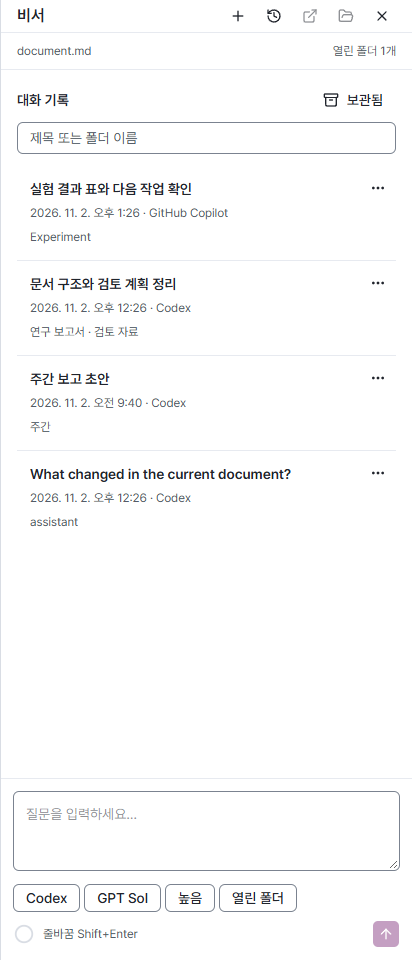 비서
document.md
열린 폴더 1개
대화 기록
보관됨
제목 또는 폴더 이름
실험 결과 표와 다음 작업 확인
2026. 11. 2. 오후 1:26 · GitHub Copilot
Experiment
문서 구조와 검토 계획 정리
2026. 11. 2. 오후 12:26 · Codex
연구 보고서 · 검토 자료
주간 보고 초안
2026. 11. 2. 오전 9:40 · Codex
주간
What changed in the current document?
2026. 11. 2. 오후 12:26 · Codex
assistant
질문을 입력하세요...
Codex
GPT Sol
높음
열린 폴더
줄바꿈 Shift+Enter